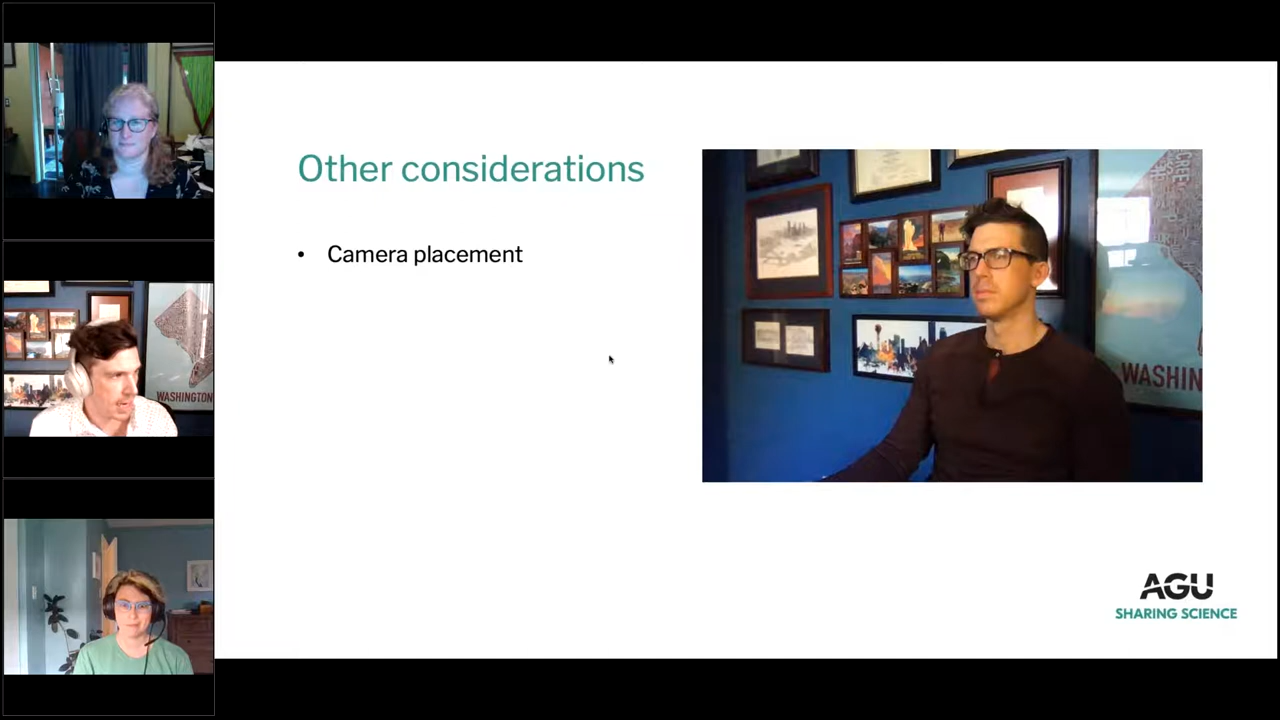 Other considerations
• Camera placement
WASHIN
WASHINGTON
AGU
SHARING SCIENCE